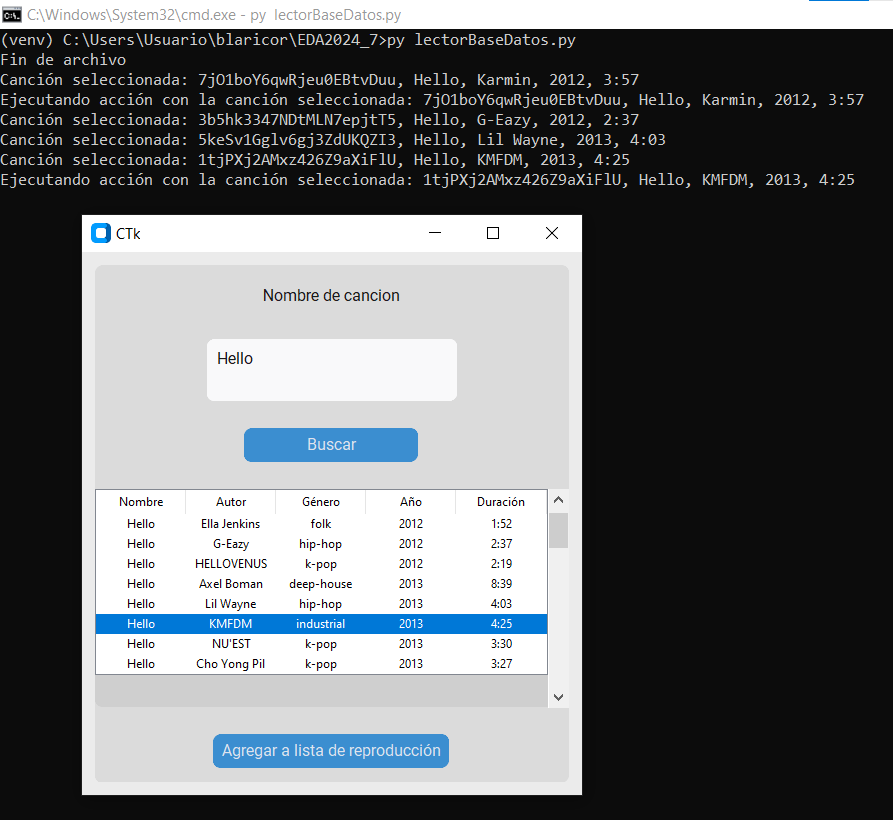 C:\Windows\System32\cmd.exe - py  lectorBaseDatos.py
(venv) C:\Users\Usuario\blaricor\EDA2024_7>py lectorBaseDatos.py
Fin de archivo
Canción seleccionada: 7jO1boY6qwRjeu0EBtvDuu, Hello, Karmin, 2012, 3:57
Ejecutando acción con la canción seleccionada: 7jO1boY6qwRjeu0EBtvDuu, Hello, Karmin, 2012, 3:57
Canción seleccionada: 3b5hk3347NDtMLN7epjtT5, Hello, G-Eazy, 2012, 2:37
Canción seleccionada: 5keSv1Gglv6gj3ZdUKQZI3, Hello, Lil Wayne, 2013, 4:03
Canción seleccionada: 1tjPXj2AMxz426Z9aXiFlU, Hello, KMFDM, 2013, 4:25
Ejecutando acción con la canción seleccionada: 1tjPXj2AMxz426Z9aXiFlU, Hello, KMFDM, 2013, 4:25
CTk
Nombre de cancion
Hello
Buscar
Nombre Autor Género Año Duración
Hello Ella Jenkins folk 2012 1:52
Hello G-Eazy hip-hop 2012 2:37
Hello HELLOVENUS k-pop 2012 2:19
Hello Axel Boman deep-house 2013 8:39
Hello Lil Wayne hip-hop 2013 4:03
Hello KMFDM industrial 2013 4:25
Hello NU'EST k-pop 2013 3:30
Hello Cho Yong Pil k-pop 2013 3:27
Agregar a lista de reproducción